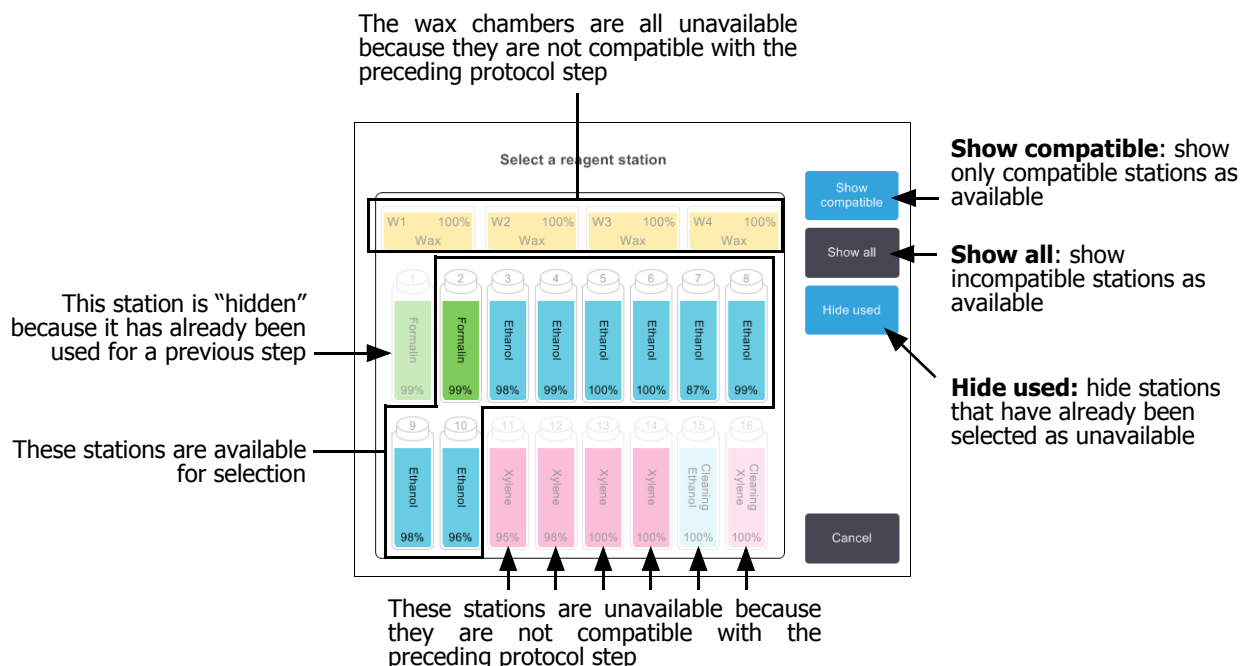 The wax chambers are all unavailable
because they are not compatible with the
preceding protocol step
Select a reagent station
W1 100%
Wax
W2 100%
Wax
W3 100%
Wax
W4 100%
Wax
Show
compatible
Show all
Hide used
Cancel
Show compatible: show
only compatible stations as
available
Show all: show
incompatible stations as
available
Hide used: hide stations
that have already been
selected as unavailable
This station is “hidden”
because it has already been
used for a previous step
These stations are available
for selection
1 2 3 4 5 6 7 8
Formalin Formalin Ethanol Ethanol Ethanol Ethanol Ethanol Ethanol
99% 99% 98% 99% 100% 100% 87% 99%
9 10 11 12 13 14 15 16
Ethanol Ethanol Xylene Xylene Xylene Xylene Cleaning Ethanol Cleaning Xylene
98% 96% 95% 98% 100% 100% 100% 100%
These stations are unavailable because
they are not compatible with the
preceding protocol step